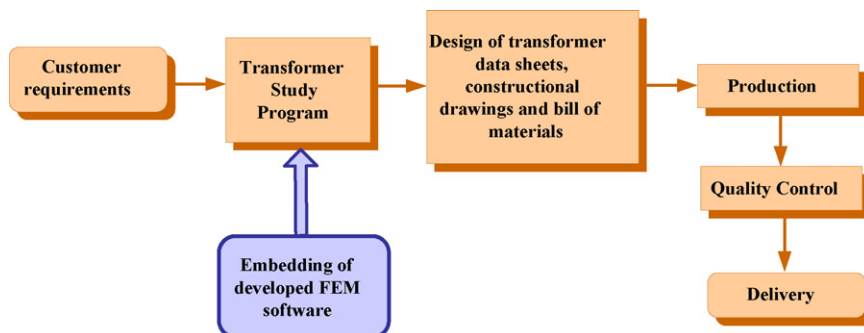 Customer
requirements
Transformer
Study
Program
Design of transformer
data sheets,
constructional
drawings and bill of
materials
Production
Quality Control
Delivery
Embedding of
developed FEM
software